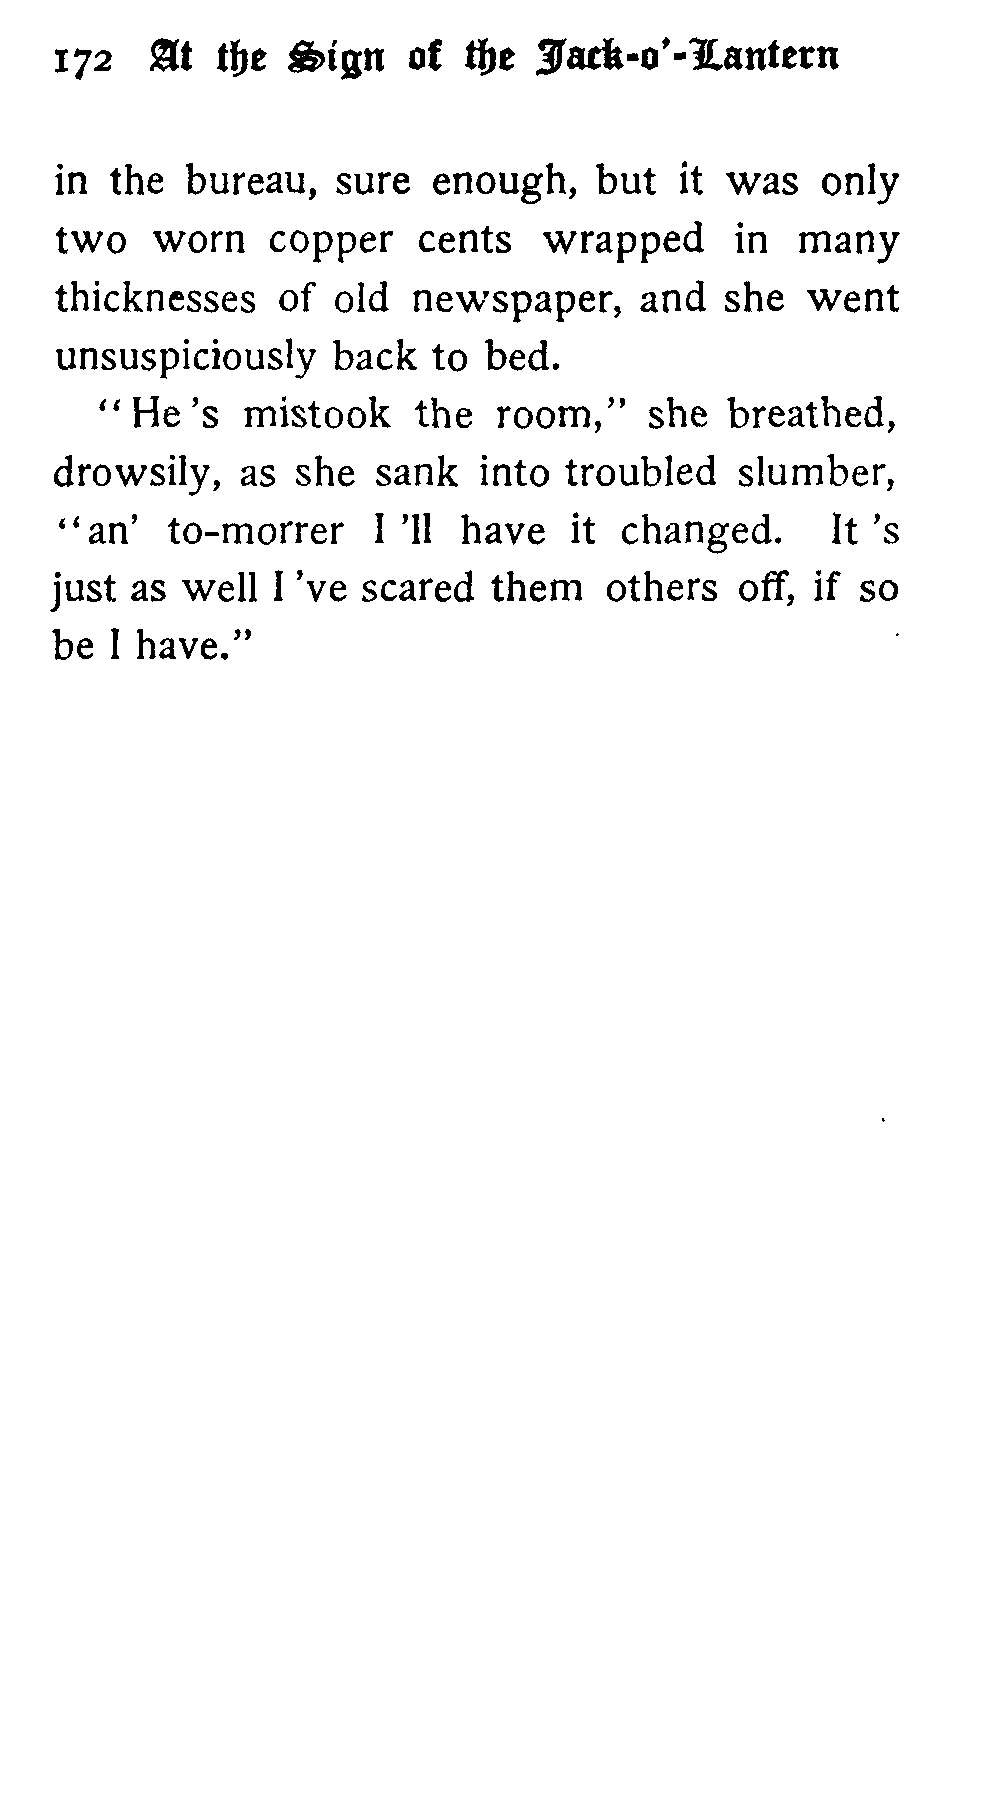 172 At the Sign of the Jack-o'-Lantern
in the bureau, sure enough, but it was only
two worn copper cents wrapped in many
thicknesses of old newspaper, and she went
unsuspiciously back to bed.
“He 's mistook the room,” she breathed,
drowsily, as she sank into troubled slumber,
“an' to-morrer I 'll have it changed. It 's
just as well I 've scared them others off, if so
be I have.”